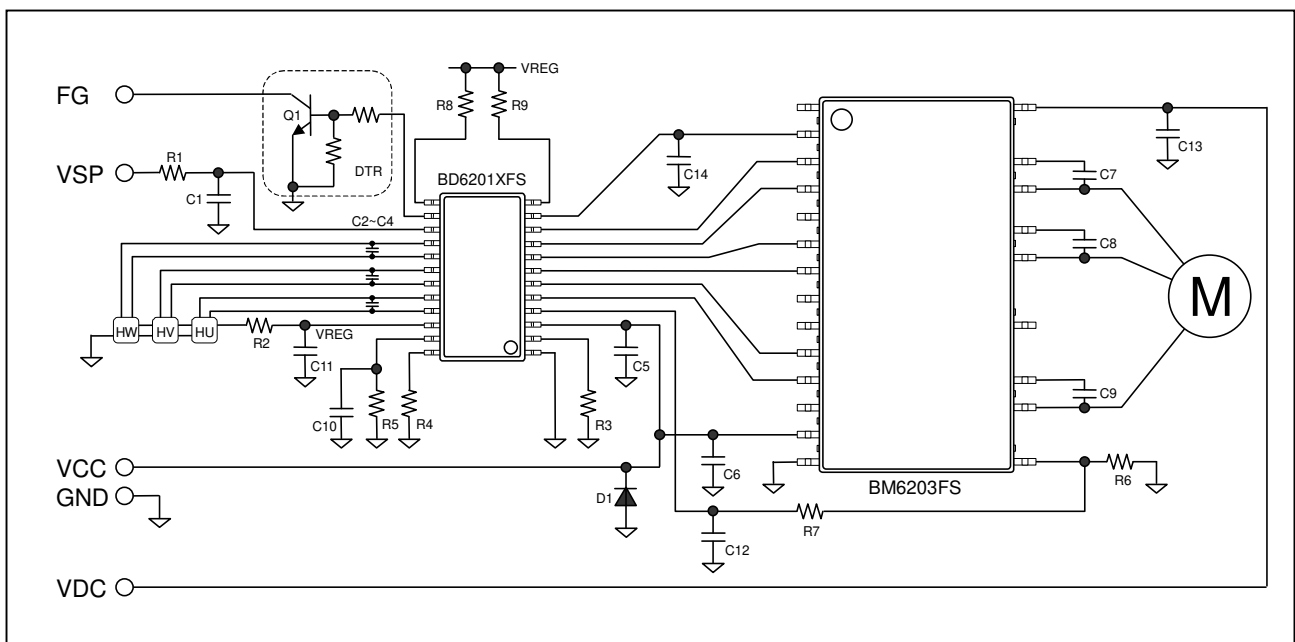 VREG
FG
R8
R9
Q1
C13
R1
C14
VSP
DTR
C7
BD6201XFS
C1
C2~C4
C8
M
HW
HV
HU
VREG
R2
C11
C5
C9
C10
R5
R4
R3
VCC
C6
R6
D1
BM6203FS
GND
R7
C12
VDC